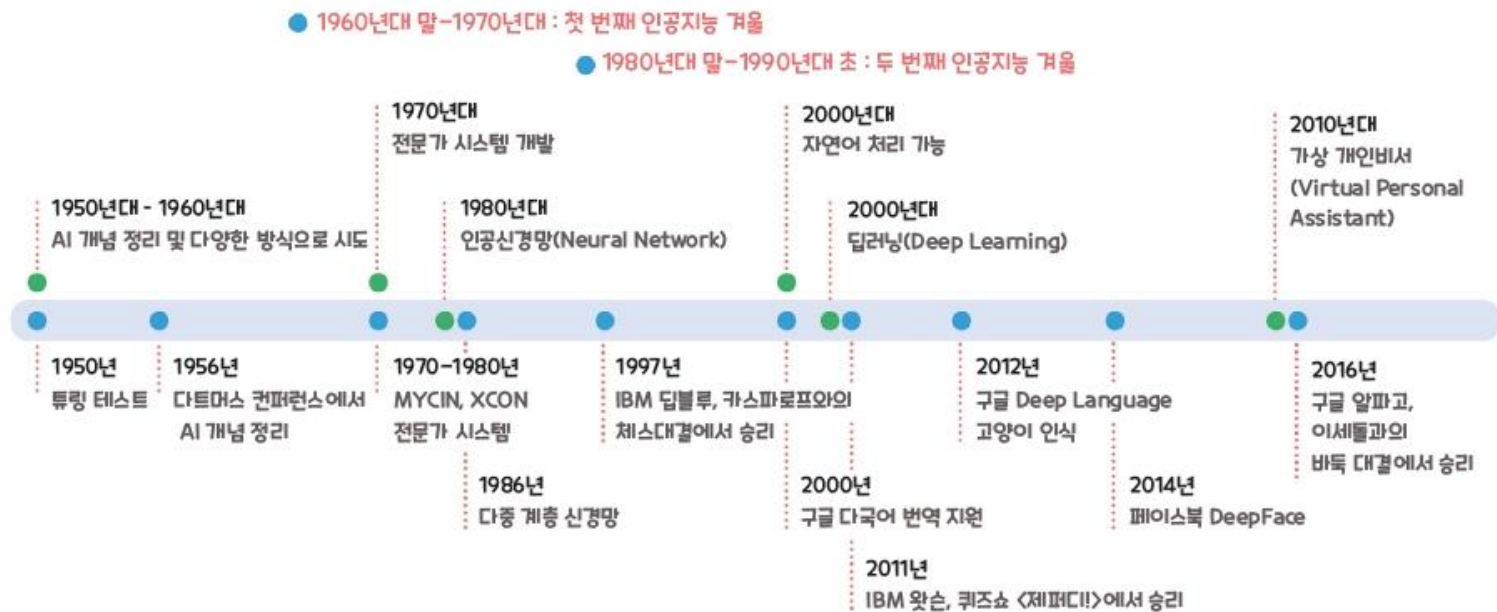 1960년대 말-1970년대 : 첫 번째 인공지능 겨울
1980년대 말-1990년대 초 : 두 번째 인공지능 겨울
1950년대 - 1960년대
AI 개념 정리 및 다양한 방식으로 시도
1970년대
전문가 시스템 개발
1980년대
인공신경망(Neural Network)
2000년대
자연어 처리 가능
2000년대
딥러닝(Deep Learning)
2010년대
가상 개인비서
(Virtual Personal
Assistant)
1950년
튜링 테스트
1956년
다트머스 컨퍼런스에서
AI 개념 정리
1970-1980년
MYCIN, XCON
전문가 시스템
1986년
다중 계층 신경망
1997년
IBM 딥블루, 카스파로프와의
체스대결에서 승리
2000년
구글 다국어 번역 지원
2011년
IBM 왓슨, 퀴즈쇼 <제퍼디!>에서 승리
2012년
구글 Deep Language
고양이 인식
2014년
페이스북 DeepFace
2016년
구글 알파고,
이세돌과의
바둑 대결에서 승리